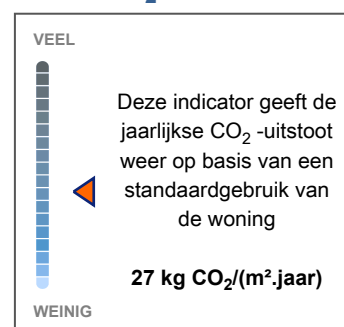 VEEL
Deze indicator geeft de
jaarlijkse CO₂ -uitstoot
weer op basis van een
standaardgebruik van
de woning
27 kg CO₂/(m².jaar)
WEINIG